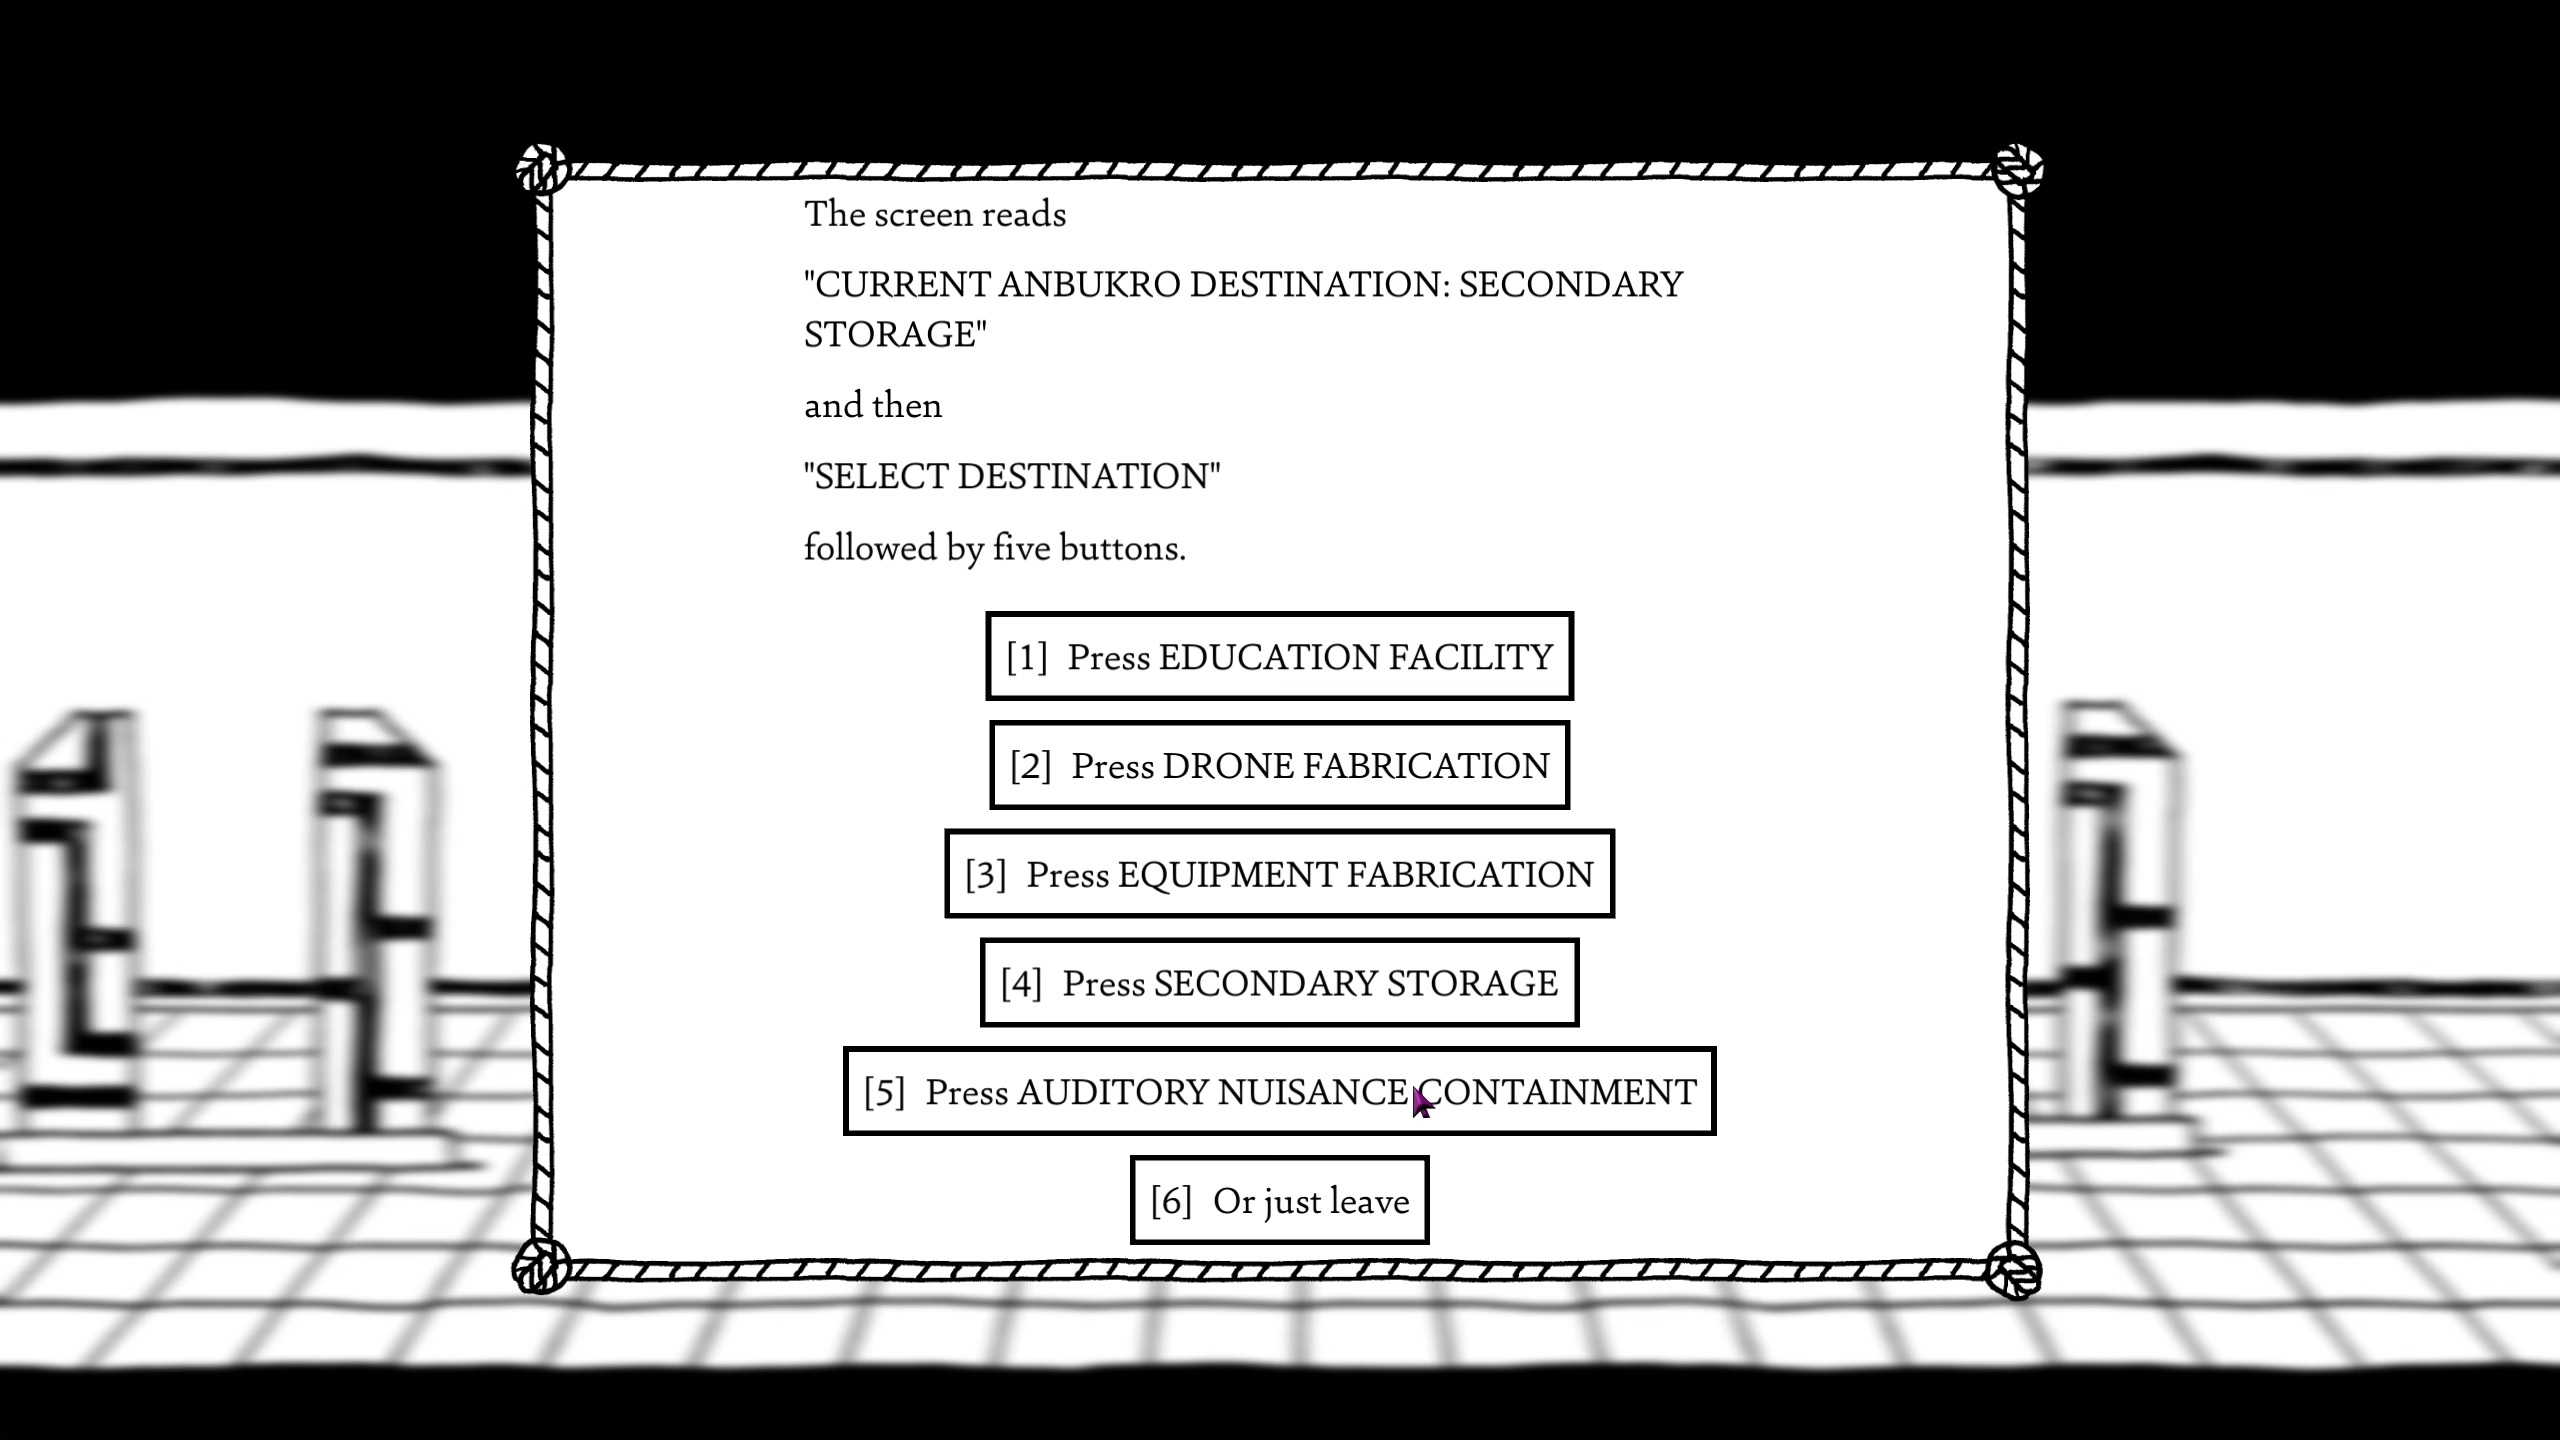 The screen reads
"CURRENT ANBUKRO DESTINATION: SECONDARY
STORAGE"
and then
"SELECT DESTINATION"
followed by five buttons.
[1] Press EDUCATION FACILITY
[2] Press DRONE FABRICATION
[3] Press EQUIPMENT FABRICATION
[4] Press SECONDARY STORAGE
[5] Press AUDITORY NUISANCE CONTAINMENT
[6] Or just leave